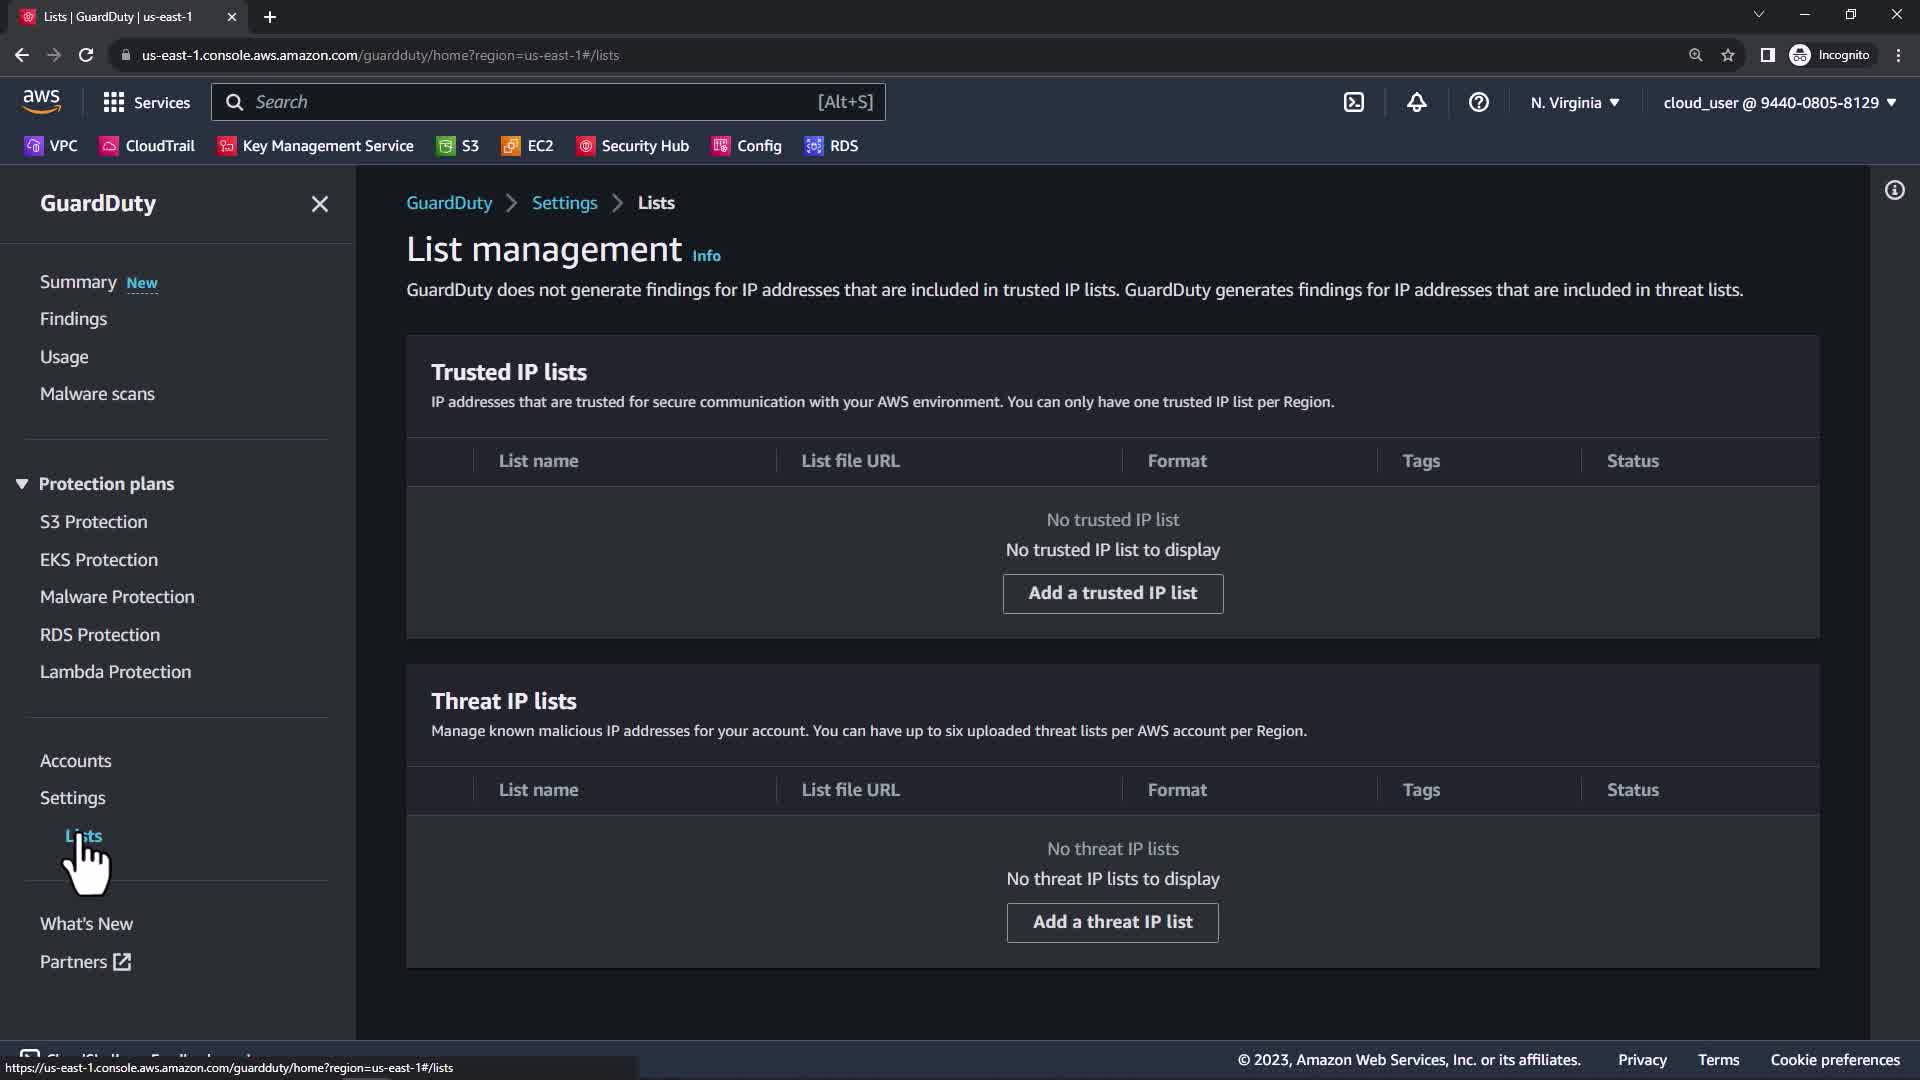 Lists | GuardDuty | us-east-1
us-east-1.console.aws.amazon.com/guardduty/home?region=us-east-1#/lists
Incognito
aws
Services
Search
[Alt+S]
N. Virginia
cloud_user @ 9440-0805-8129
VPC
CloudTrail
Key Management Service
S3
EC2
Security Hub
Config
RDS
GuardDuty
Summary New
Findings
Usage
Malware scans
Protection plans
S3 Protection
EKS Protection
Malware Protection
RDS Protection
Lambda Protection
Accounts
Settings
Lists
What's New
Partners
GuardDuty > Settings > Lists
List management Info
GuardDuty does not generate findings for IP addresses that are included in trusted IP lists. GuardDuty generates findings for IP addresses that are included in threat lists.
Trusted IP lists
IP addresses that are trusted for secure communication with your AWS environment. You can only have one trusted IP list per Region.
List name
List file URL
Format
Tags
Status
No trusted IP list
No trusted IP list to display
Add a trusted IP list
Threat IP lists
Manage known malicious IP addresses for your account. You can have up to six uploaded threat lists per AWS account per Region.
List name
List file URL
Format
Tags
Status
No threat IP lists
No threat IP lists to display
Add a threat IP list
https://us-east-1.console.aws.amazon.com/guardduty/home?region=us-east-1#/lists
© 2023, Amazon Web Services, Inc. or its affiliates.
Privacy
Terms
Cookie preferences